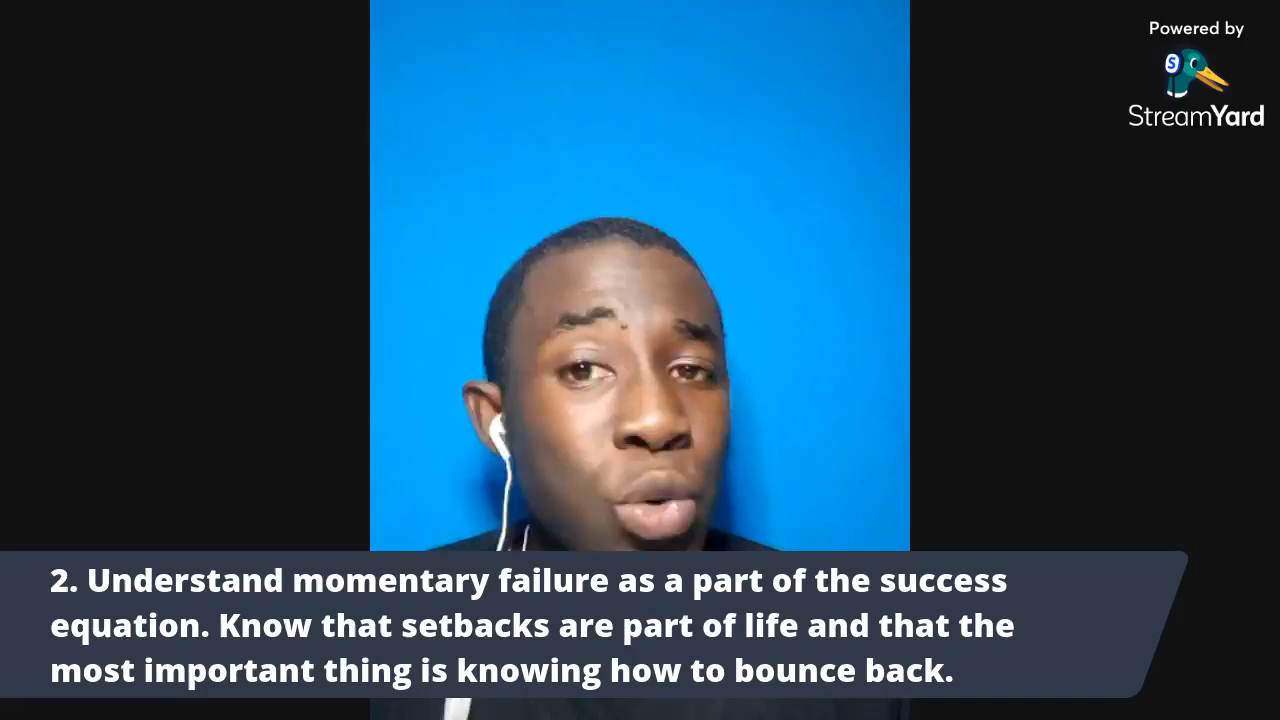 Powered by
S
StreamYard
2. Understand momentary failure as a part of the success
equation. Know that setbacks are part of life and that the
most important thing is knowing how to bounce back.